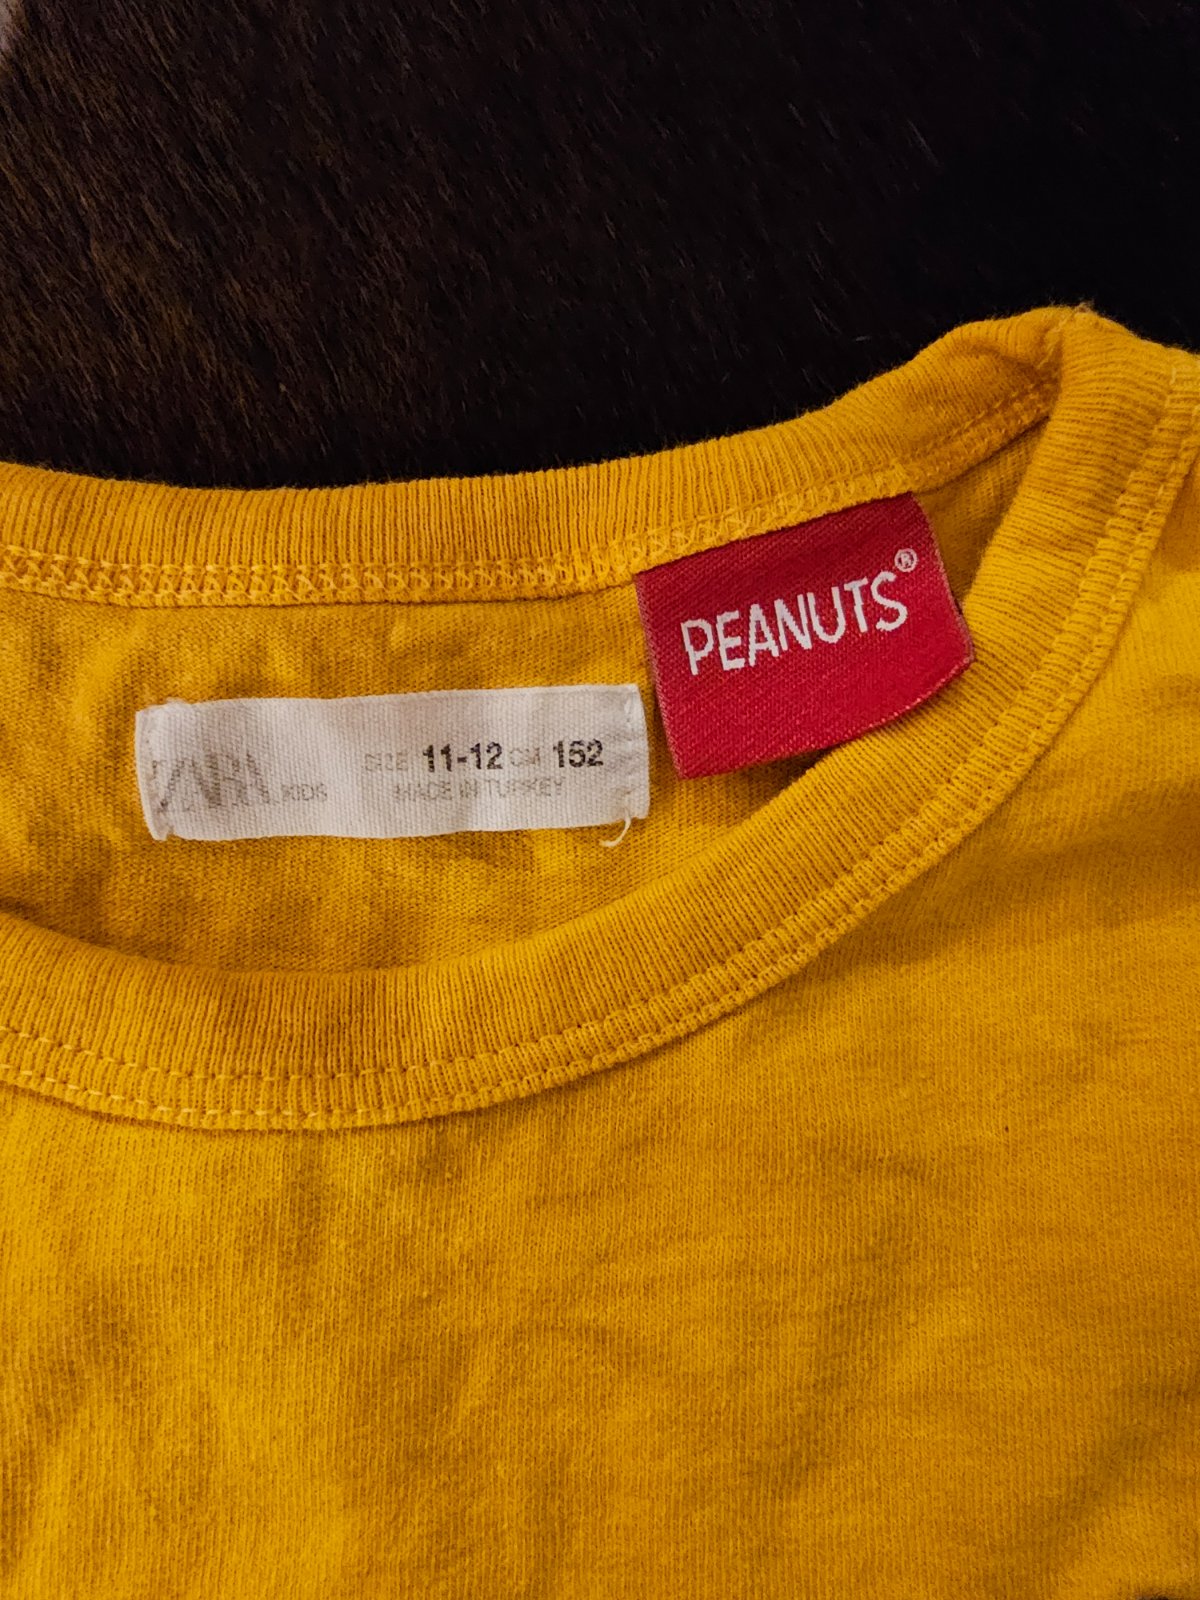 ZARA KIDS
SIZE 11-12 CM 152
MADE IN TURKEY
PEANUTS®